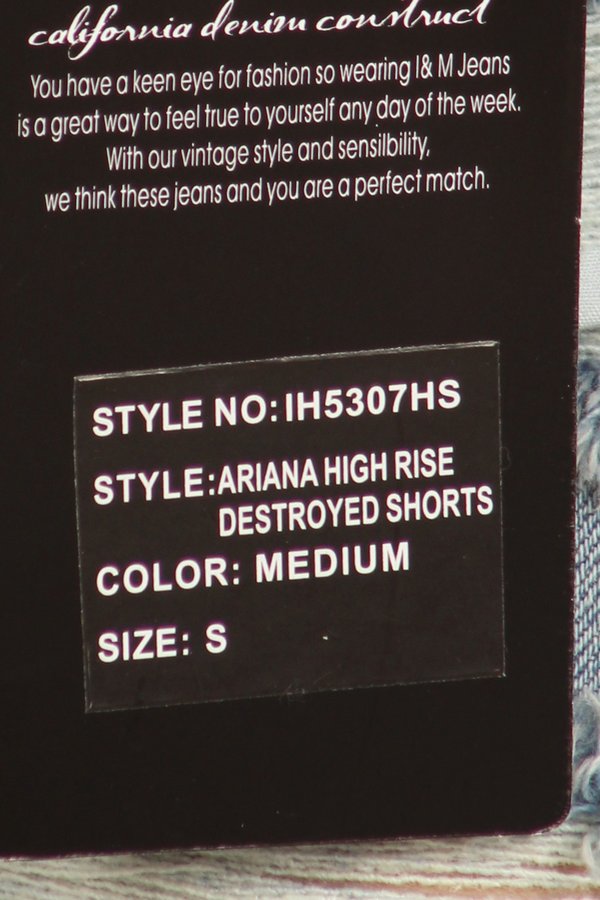 california denim construct
You have a keen eye for fashion so wearing I& M Jeans
is a great way to feel true to yourself any day of the week.
With our vintage style and sensilbility,
we think these jeans and you are a perfect match.
STYLE NO: IH5307HS
STYLE: ARIANA HIGH RISE
DESTROYED SHORTS
COLOR: MEDIUM
SIZE: S